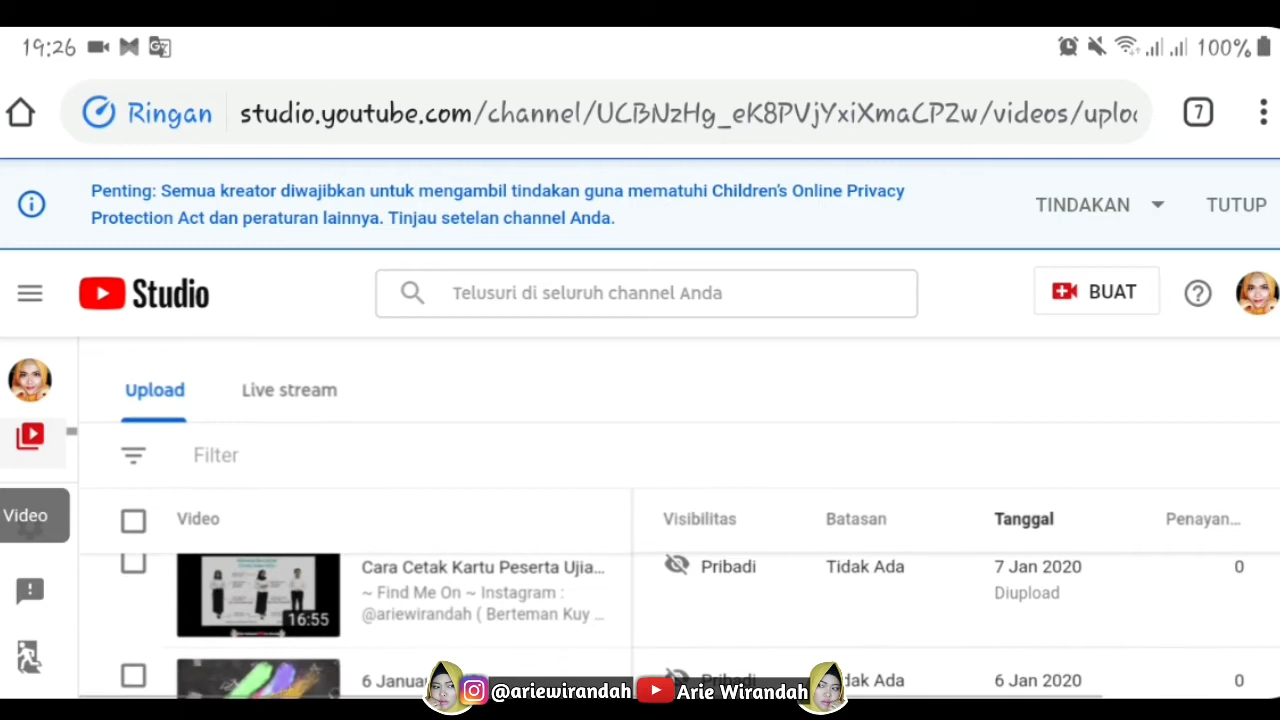 19:26
100%
Ringan
studio.youtube.com/channel/UCBNzHg_eK8PVjYxiXmaCPZw/videos/uploa
7
Penting: Semua kreator diwajibkan untuk mengambil tindakan guna mematuhi Children's Online Privacy
Protection Act dan peraturan lainnya. Tinjau setelan channel Anda.
TINDAKAN
TUTUP
Studio
Telusuri di seluruh channel Anda
BUAT
Upload
Live stream
Filter
Video
Video
Visibilitas
Batasan
Tanggal
Penayan...
Cara Cetak Kartu Peserta Ujia...
~ Find Me On ~ Instagram :
@ariewirandah ( Berteman Kuy ...
16:55
Pribadi
Tidak Ada
7 Jan 2020
Diupload
0
6 Janua
Pribadi
dak Ada
6 Jan 2020
0
@ariewirandah
Arie Wirandah